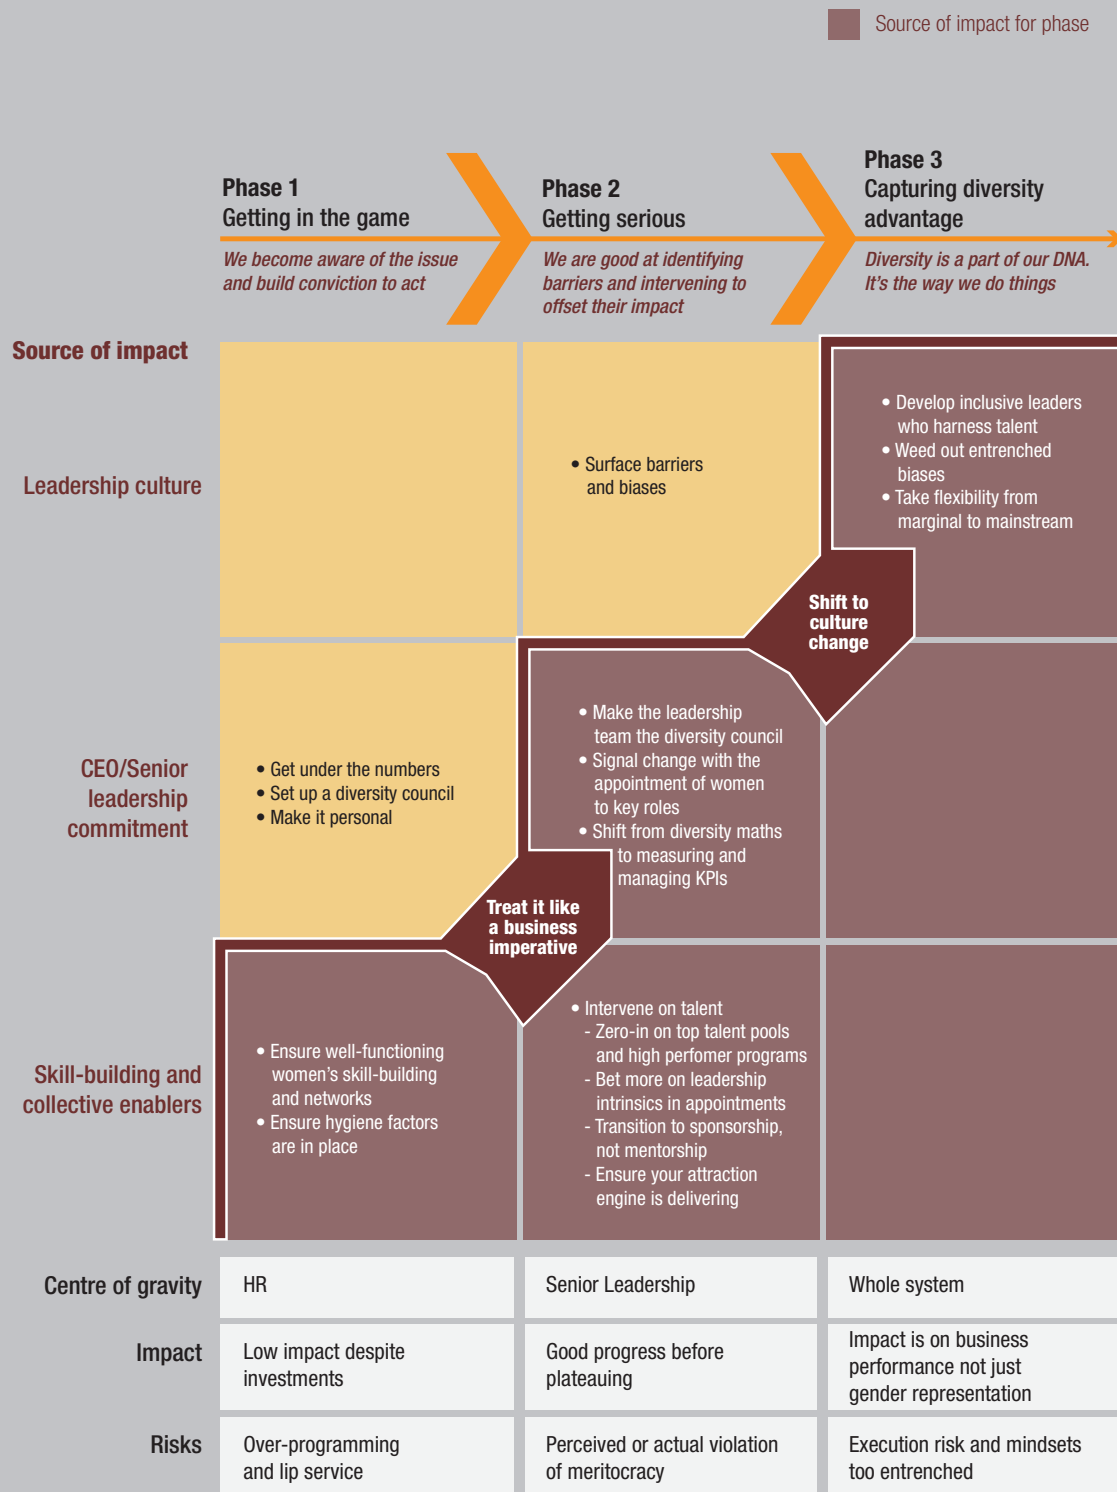 Source of impact for phase
Phase 1
Getting in the game
We become aware of the issue
and build conviction to act
Phase 2
Getting serious
We are good at identifying
barriers and intervening to
offset their impact
Phase 3
Capturing diversity
advantage
Diversity is a part of our DNA.
It's the way we do things
Source of impact
Leadership culture
• Surface barriers
and biases
• Develop inclusive leaders
who harness talent
• Weed out entrenched
biases
• Take flexibility from
marginal to mainstream
Shift to
culture
change
CEO/Senior
leadership
commitment
• Get under the numbers
• Set up a diversity council
• Make it personal
• Make the leadership
team the diversity council
• Signal change with the
appointment of women
to key roles
• Shift from diversity maths
to measuring and
managing KPIs
Treat it like
a business
imperative
Skill-building and
collective enablers
• Ensure well-functioning
women's skill-building
and networks
• Ensure hygiene factors
are in place
• Intervene on talent
- Zero-in on top talent pools
and high perfomer programs
- Bet more on leadership
intrinsics in appointments
- Transition to sponsorship,
not mentorship
- Ensure your attraction
engine is delivering
Centre of gravity
HR
Senior Leadership
Whole system
Impact
Low impact despite
investments
Good progress before
plateauing
Impact is on business
performance not just
gender representation
Risks
Over-programming
and lip service
Perceived or actual violation
of meritocracy
Execution risk and mindsets
too entrenched